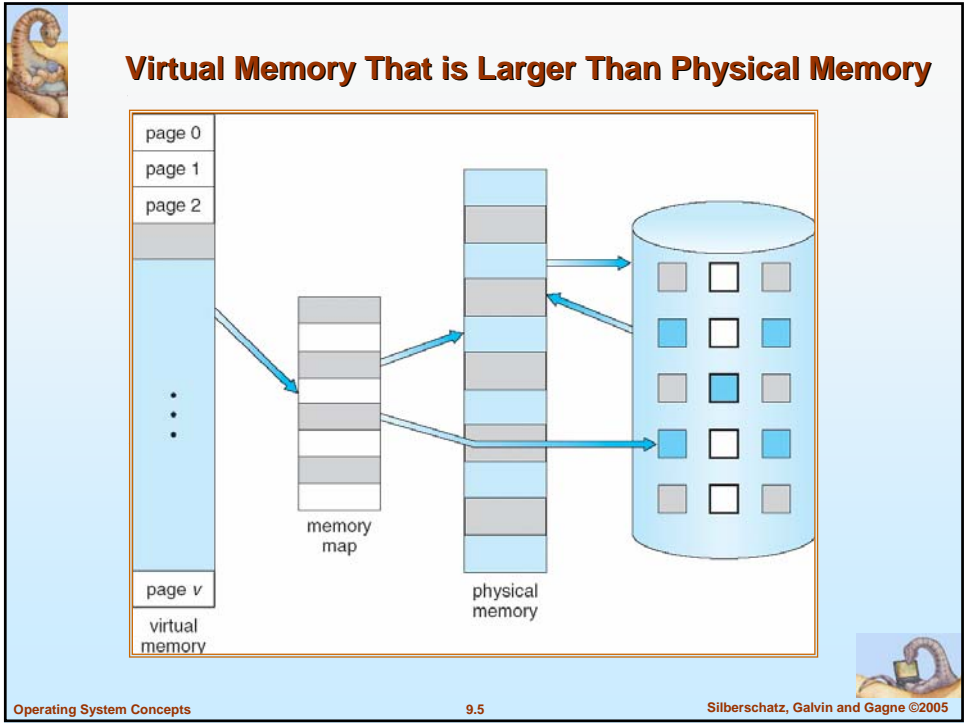 Virtual Memory That is Larger Than Physical Memory
page 0
page 1
page 2
page v
virtual
memory
memory
map
physical
memory
Operating System Concepts
9.5
Silberschatz, Galvin and Gagne ©2005